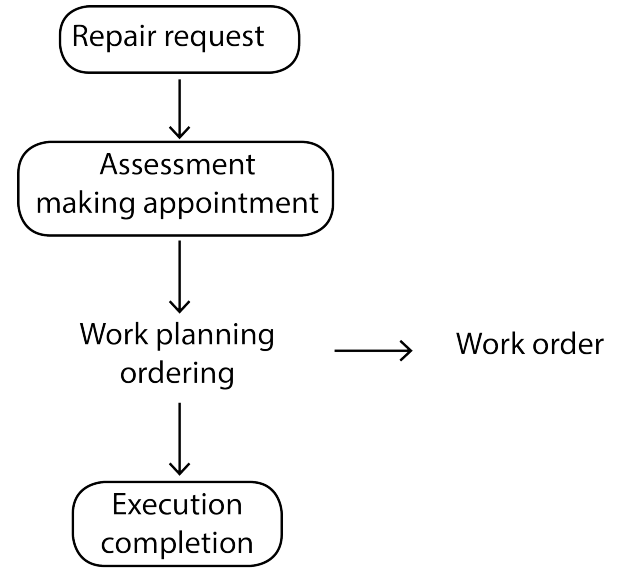 Repair request
Assessment
making appointment
Work planning
ordering
Work order
Execution
completion